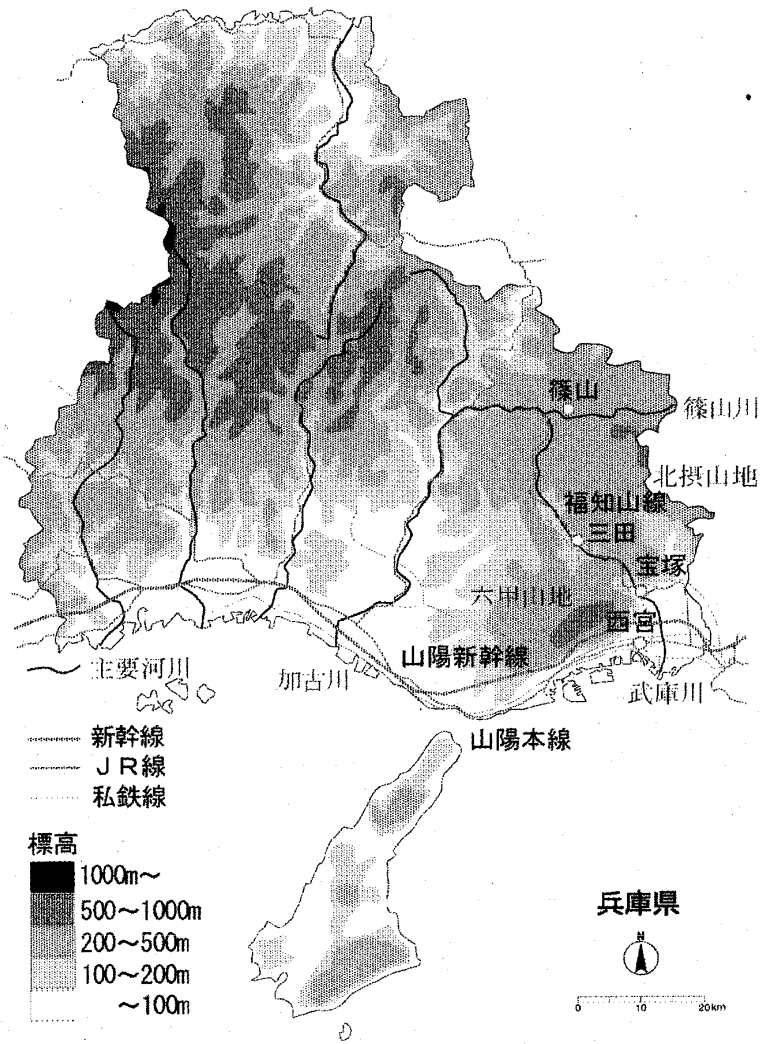 篠山
篠山川
北摂山地
福知山線
三田
宝塚
六甲山地
西宮
山陽新幹線
主要河川
加古川
武庫川
新幹線
山陽本線
JR線
私鉄線
標高
1000m~
500~1000m
200~500m
100~200m
~100m
兵庫県
N
0 10 20km